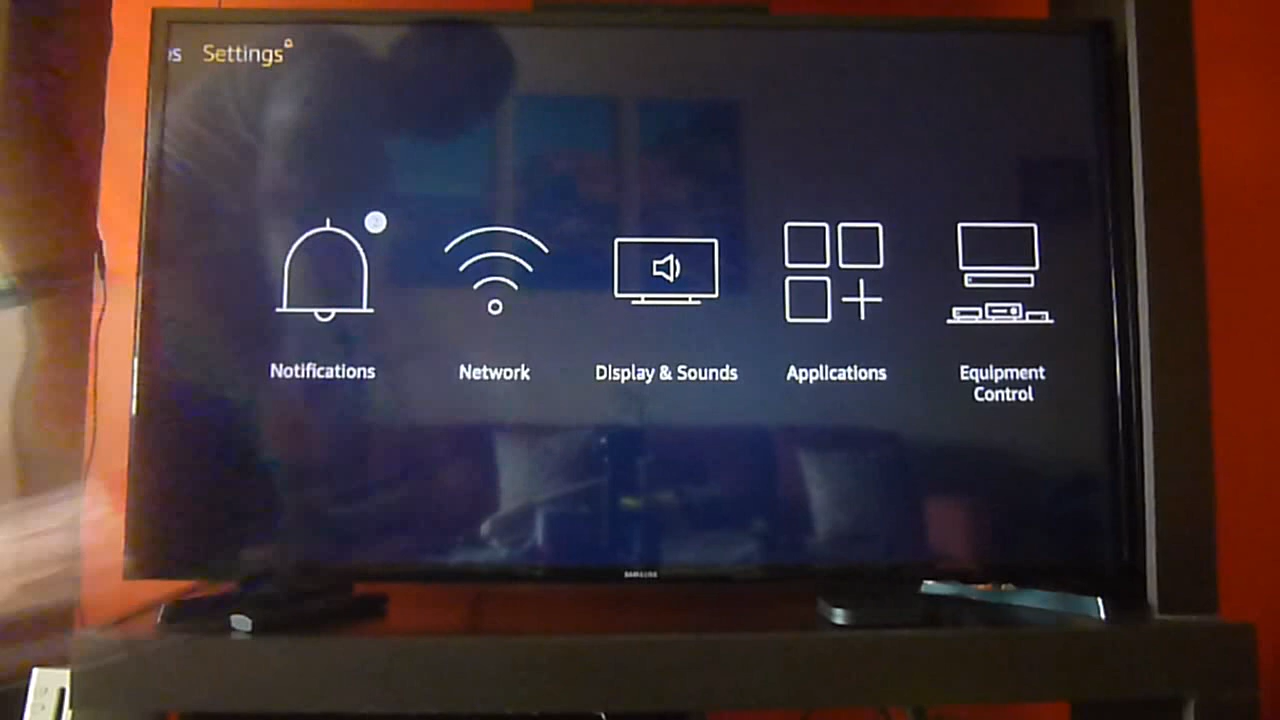 s Settings
Notifications
Network
Display & Sounds
Applications
Equipment
Control
SAMSUNG